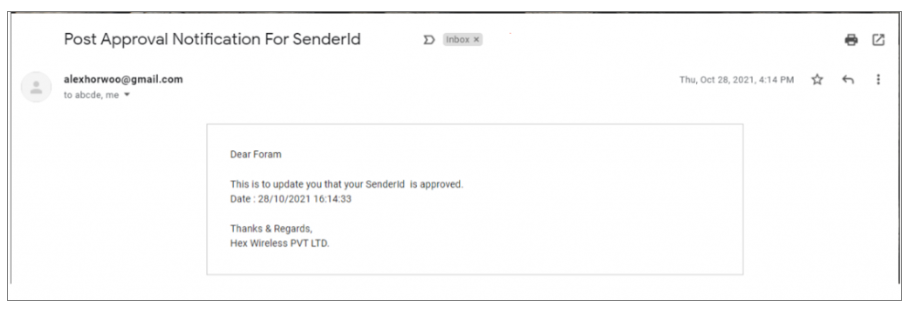 Post Approval Notification For SenderId
Inbox ×
alexhorwoo@gmail.com
Thu, Oct 28, 2021, 4:14 PM
to abcde, me
Dear Foram
This is to update you that your SenderId is approved.
Date : 28/10/2021 16:14:33
Thanks & Regards,
Hex Wireless PVT LTD.